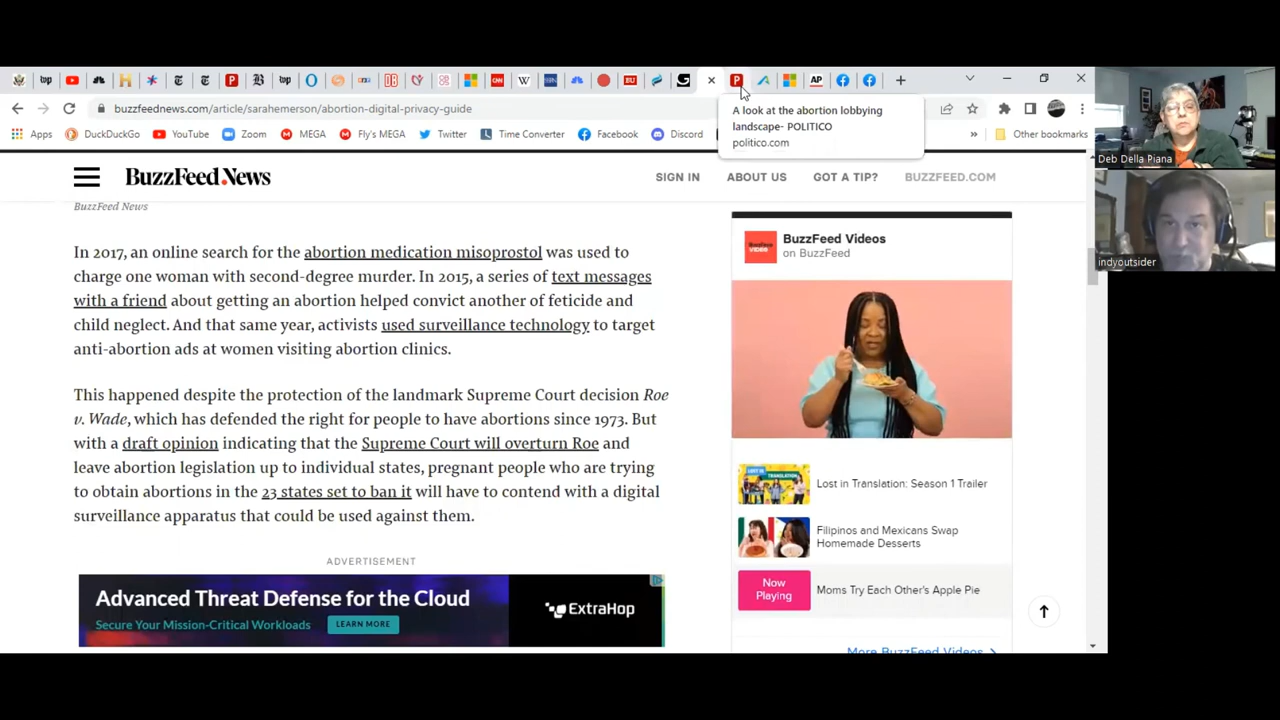 buzzfeednews.com/article/sarahemerson/abortion-digital-privacy-guide
A look at the abortion lobbying
landscape- POLITICO
politico.com
Apps
DuckDuckGo
YouTube
Zoom
MEGA
Fly's MEGA
Twitter
Time Converter
Facebook
Discord
»
Other bookmarks
Deb Della Piana
indyoutsider
BuzzFeed News
SIGN IN
ABOUT US
GOT A TIP?
BUZZFEED.COM
BuzzFeed News
In 2017, an online search for the abortion medication misoprostol was used to
charge one woman with second-degree murder. In 2015, a series of text messages
with a friend about getting an abortion helped convict another of feticide and
child neglect. And that same year, activists used surveillance technology to target
anti-abortion ads at women visiting abortion clinics.
This happened despite the protection of the landmark Supreme Court decision Roe
v. Wade, which has defended the right for people to have abortions since 1973. But
with a draft opinion indicating that the Supreme Court will overturn Roe and
leave abortion legislation up to individual states, pregnant people who are trying
to obtain abortions in the 23 states set to ban it will have to contend with a digital
surveillance apparatus that could be used against them.
ADVERTISEMENT
Advanced Threat Defense for the Cloud
Secure Your Mission-Critical Workloads
LEARN MORE
ExtraHop
BuzzFeed Videos
on BuzzFeed
Lost in Translation: Season 1 Trailer
Filipinos and Mexicans Swap
Homemade Desserts
Now
Playing
Moms Try Each Other's Apple Pie
More BuzzFeed Videos